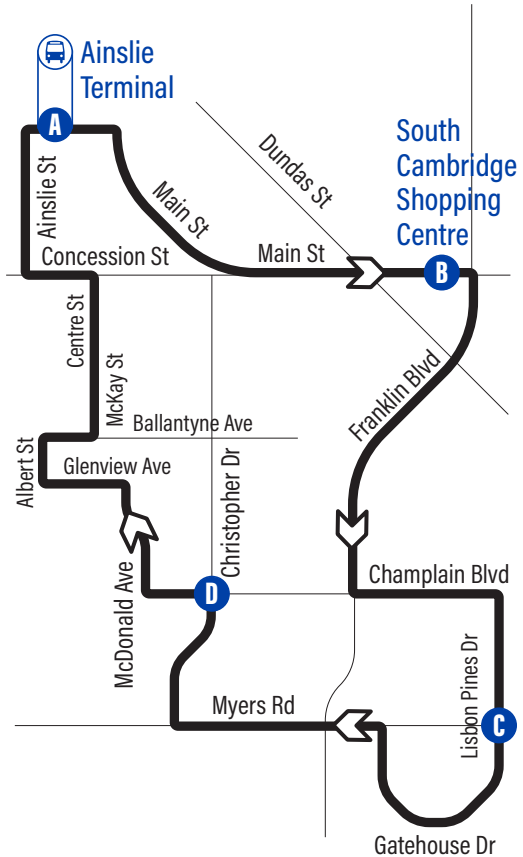 Ainslie
Terminal
A
Ainslie St
Main St
Dundas St
South
Cambridge
Shopping
Centre
Concession St
Main St
B
Centre St
McKay St
Franklin Blvd
Ballantyne Ave
Albert St
Glenview Ave
Christopher Dr
McDonald Ave
D
Champlain Blvd
Lisbon Pines Dr
Myers Rd
C
Gatehouse Dr